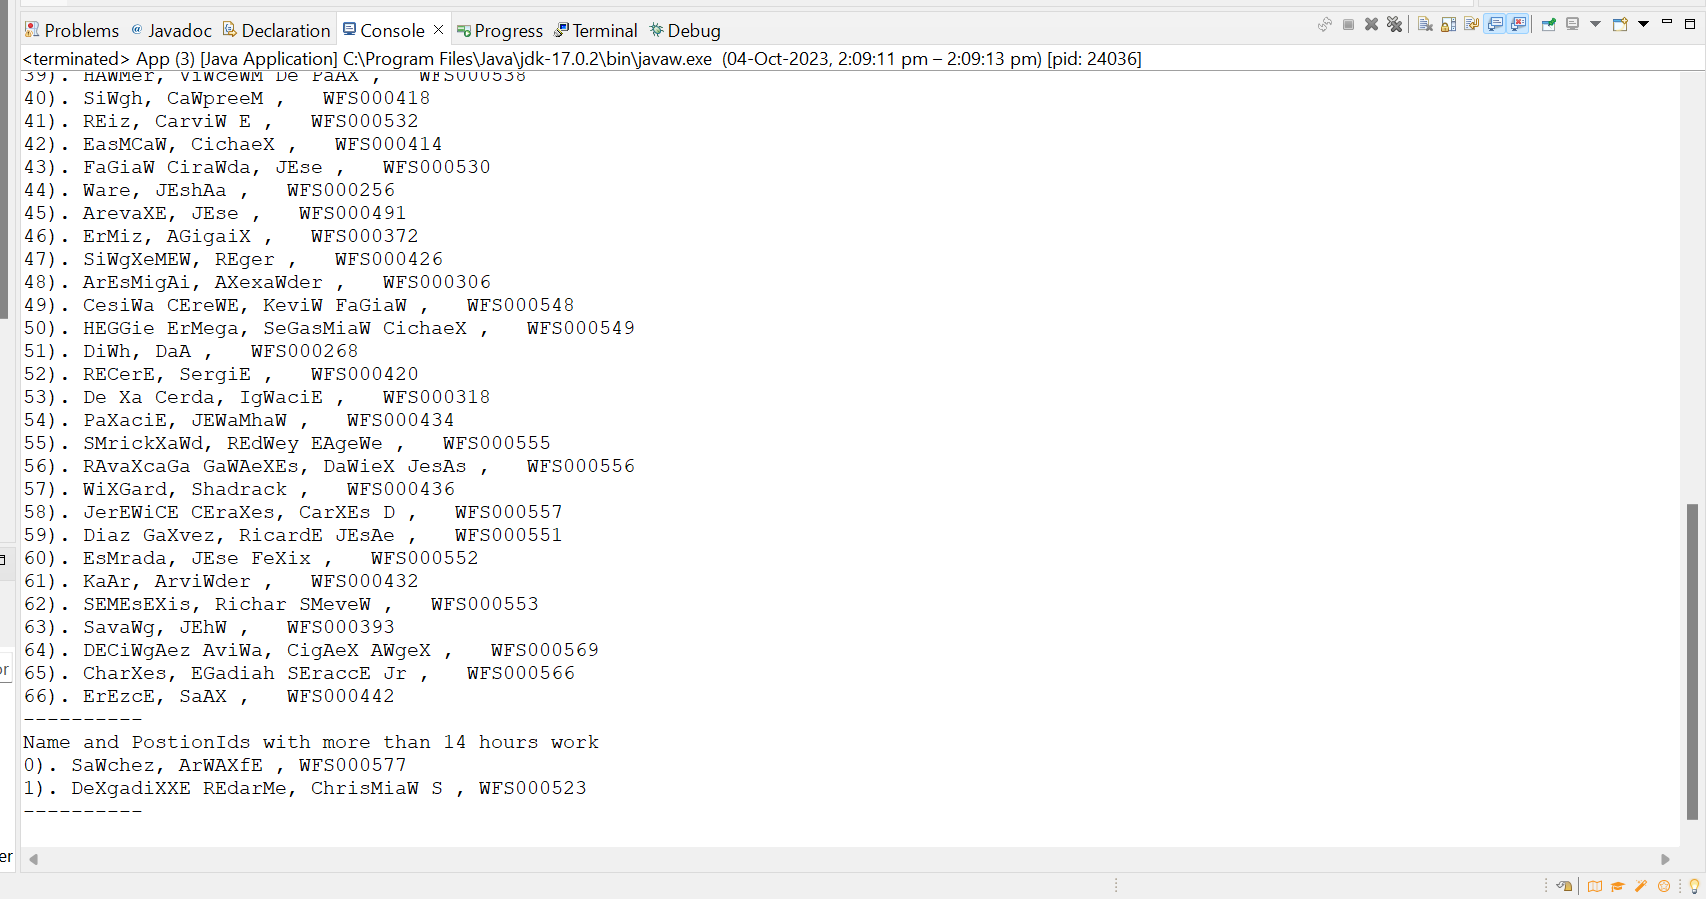 Problems @ Javadoc Declaration Console Progress Terminal Debug
<terminated> App (3) [Java Application] C:\Program Files\Java\jdk-17.0.2\bin\javaw.exe  (04-Oct-2023, 2:09:11 pm – 2:09:13 pm) [pid: 24036]
39). HAWMer, ViWceWM De PaAX ,   WFS000538
40). SiWgh, CaWpreeM ,   WFS000418
41). REiz, CarviW E ,   WFS000532
42). EasMCaW, CichaeX ,   WFS000414
43). FaGiaW CiraWda, JEse ,   WFS000530
44). Ware, JEshAa ,   WFS000256
45). ArevaXE, JEse ,   WFS000491
46). ErMiz, AGigaiX ,   WFS000372
47). SiWgXeMEW, REger ,   WFS000426
48). ArEsMigAi, AXexaWder ,   WFS000306
49). CesiWa CEreWE, KeviW FaGiaW ,   WFS000548
50). HEGGie ErMega, SeGasMiaW CichaeX ,   WFS000549
51). DiWh, DaA ,   WFS000268
52). RECerE, SergiE ,   WFS000420
53). De Xa Cerda, IgWaciE ,   WFS000318
54). PaXaciE, JEWaMhaW ,   WFS000434
55). SMrickXaWd, REdWey EAgeWe ,   WFS000555
56). RAvaXcaGa GaWAeXEs, DaWieX JesAs ,   WFS000556
57). WiXGard, Shadrack ,   WFS000436
58). JerEWiCE CEraXes, CarXEs D ,   WFS000557
59). Diaz GaXvez, RicardE JEsAe ,   WFS000551
60). EsMrada, JEse FeXix ,   WFS000552
61). KaAr, ArviWder ,   WFS000432
62). SEMEsEXis, Richar SMeveW ,   WFS000553
63). SavaWg, JEhW ,   WFS000393
64). DECiWgAez AviWa, CigAeX AWgeX ,   WFS000569
65). CharXes, EGadiah SEraccE Jr ,   WFS000566
66). ErEzcE, SaAX ,   WFS000442
----------
Name and PostionIds with more than 14 hours work
0). SaWchez, ArWAXfE , WFS000577
1). DeXgadiXXE REdarMe, ChrisMiaW S , WFS000523
----------
or
er